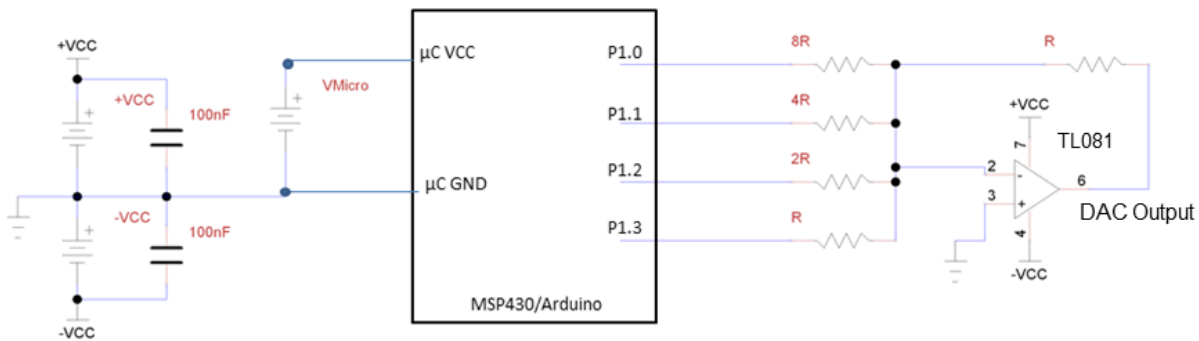 +VCC
+VCC
100nF
-VCC
100nF
-VCC
VMicro
µC VCC
µC GND
P1.0
P1.1
P1.2
P1.3
MSP430/Arduino
8R
4R
2R
R
R
+VCC
7
TL081
2
-
3
+
6
DAC Output
4
-VCC